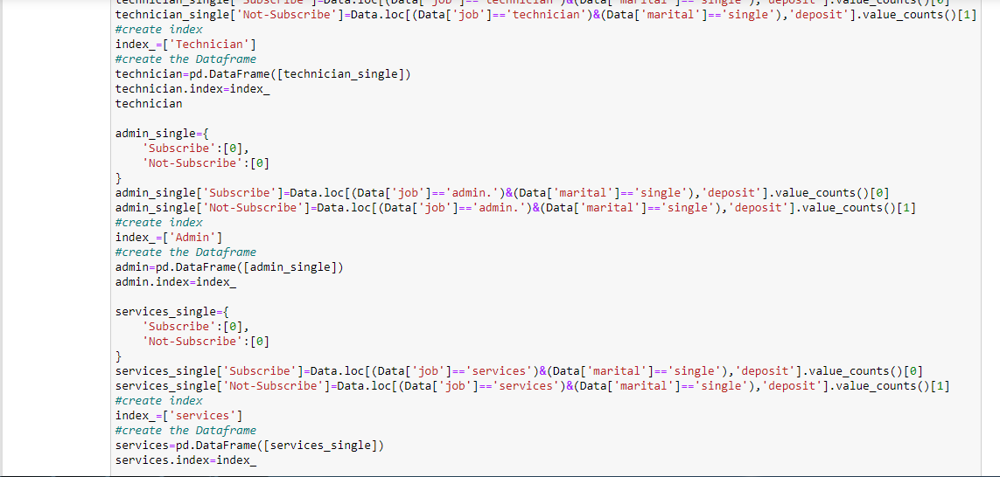 technician_single['Subscribe']=Data.loc[(Data['job']=='technician')&(Data['marital']=='single'),'deposit'].value_counts()[0]
technician_single['Not-Subscribe']=Data.loc[(Data['job']=='technician')&(Data['marital']=='single'),'deposit'].value_counts()[1]
#create index
index_=['Technician']
#create the Dataframe
technician=pd.DataFrame([technician_single])
technician.index=index_
technician
admin_single={
'Subscribe':[0],
'Not-Subscribe':[0]
}
admin_single['Subscribe']=Data.loc[(Data['job']=='admin.')&(Data['marital']=='single'),'deposit'].value_counts()[0]
admin_single['Not-Subscribe']=Data.loc[(Data['job']=='admin.')&(Data['marital']=='single'),'deposit'].value_counts()[1]
#create index
index_=['Admin']
#create the Dataframe
admin=pd.DataFrame([admin_single])
admin.index=index_
services_single={
'Subscribe':[0],
'Not-Subscribe':[0]
}
services_single['Subscribe']=Data.loc[(Data['job']=='services')&(Data['marital']=='single'),'deposit'].value_counts()[0]
services_single['Not-Subscribe']=Data.loc[(Data['job']=='services')&(Data['marital']=='single'),'deposit'].value_counts()[1]
#create index
index_=['services']
#create the Dataframe
services=pd.DataFrame([services_single])
services.index=index_